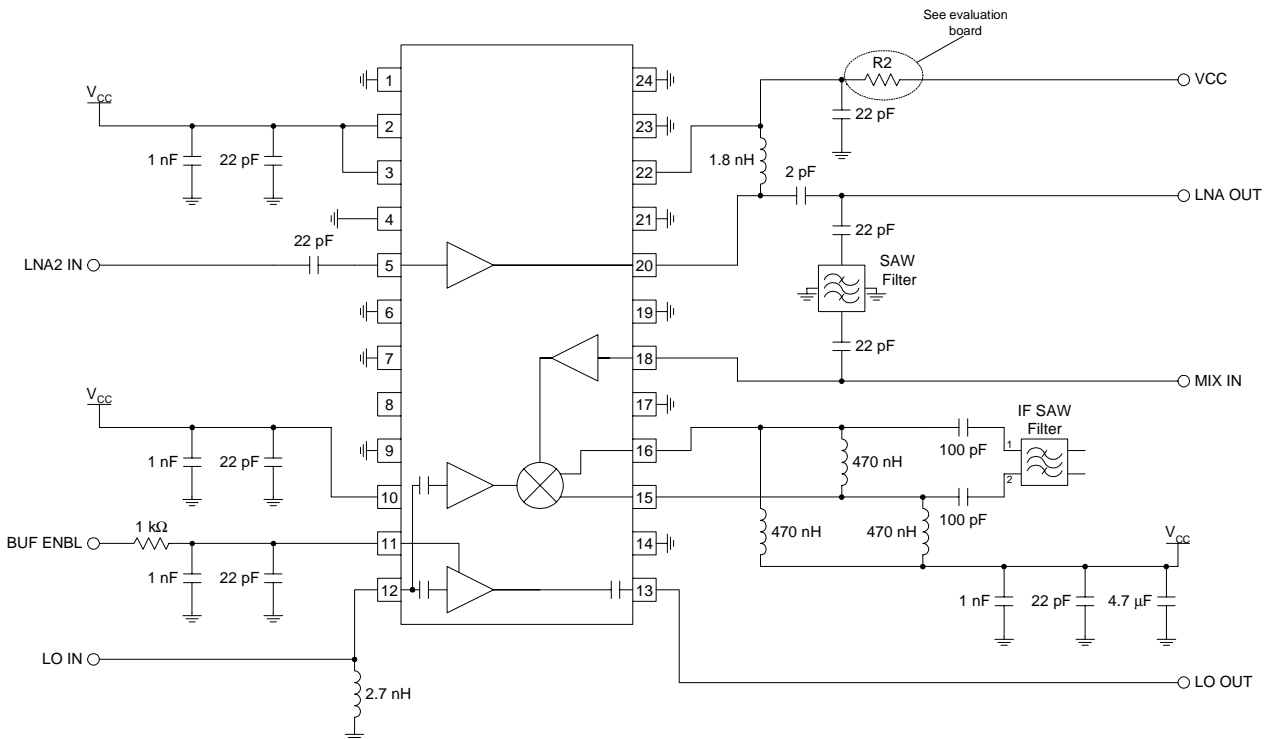 See evaluation
board
R2
VCC
22 pF
1
24
V_CC
2
23
1 nF
22 pF
3
22
1.8 nH
2 pF
LNA OUT
4
21
22 pF
22 pF
LNA2 IN
5
20
SAW
Filter
6
19
22 pF
7
18
MIX IN
V_CC
8
17
IF SAW
Filter
1 nF
22 pF
9
16
100 pF
1
470 nH
2
10
15
100 pF
BUF ENBL
1 kΩ
11
14
470 nH
470 nH
V_CC
1 nF
22 pF
12
13
1 nF
22 pF
4.7 μF
LO IN
2.7 nH
LO OUT